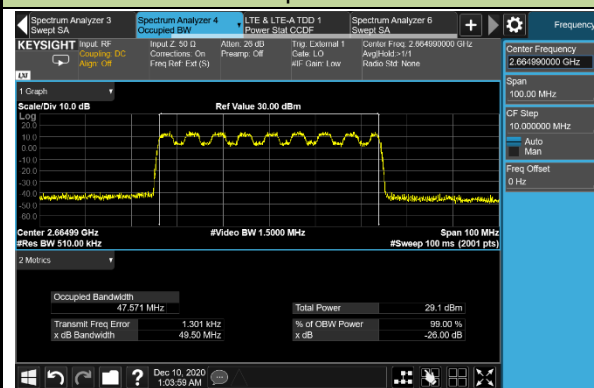 Spectrum Analyzer 3
Swept SA
Spectrum Analyzer 4
Occupied BW
LTE & LTE-A TDD 1
Power Stat CCDF
Spectrum Analyzer 6
Swept SA
+
Frequency
KEYSIGHT
LXI
Input: RF
Coupling: DC
Align: Off
Input Z: 50 Ω
Corrections: On
Freq Ref: Ext (S)
Atten: 26 dB
Preamp: Off
Trig: External 1
Gate: LO
#IF Gain: Low
Center Freq: 2.664990000 GHz
Avg|Hold:>1/1
Radio Std: None
Center Frequency
2.664990000 GHz
Span
100.00 MHz
CF Step
10.000000 MHz
Auto
Man
Freq Offset
0 Hz
1 Graph
Scale/Div 10.0 dB
Ref Value 30.00 dBm
Log
20.0
10.0
0.00
-10.0
-20.0
-30.0
-40.0
-50.0
-60.0
Center 2.66499 GHz
#Video BW 1.5000 MHz
Span 100 MHz
#Res BW 510.00 kHz
#Sweep 100 ms (2001 pts)
2 Metrics
Occupied Bandwidth
47.571 MHz
Total Power 29.1 dBm
Transmit Freq Error 1.301 kHz
% of OBW Power 99.00 %
x dB Bandwidth 49.50 MHz
x dB -26.00 dB
?
Dec 10, 2020
1:03:59 AM